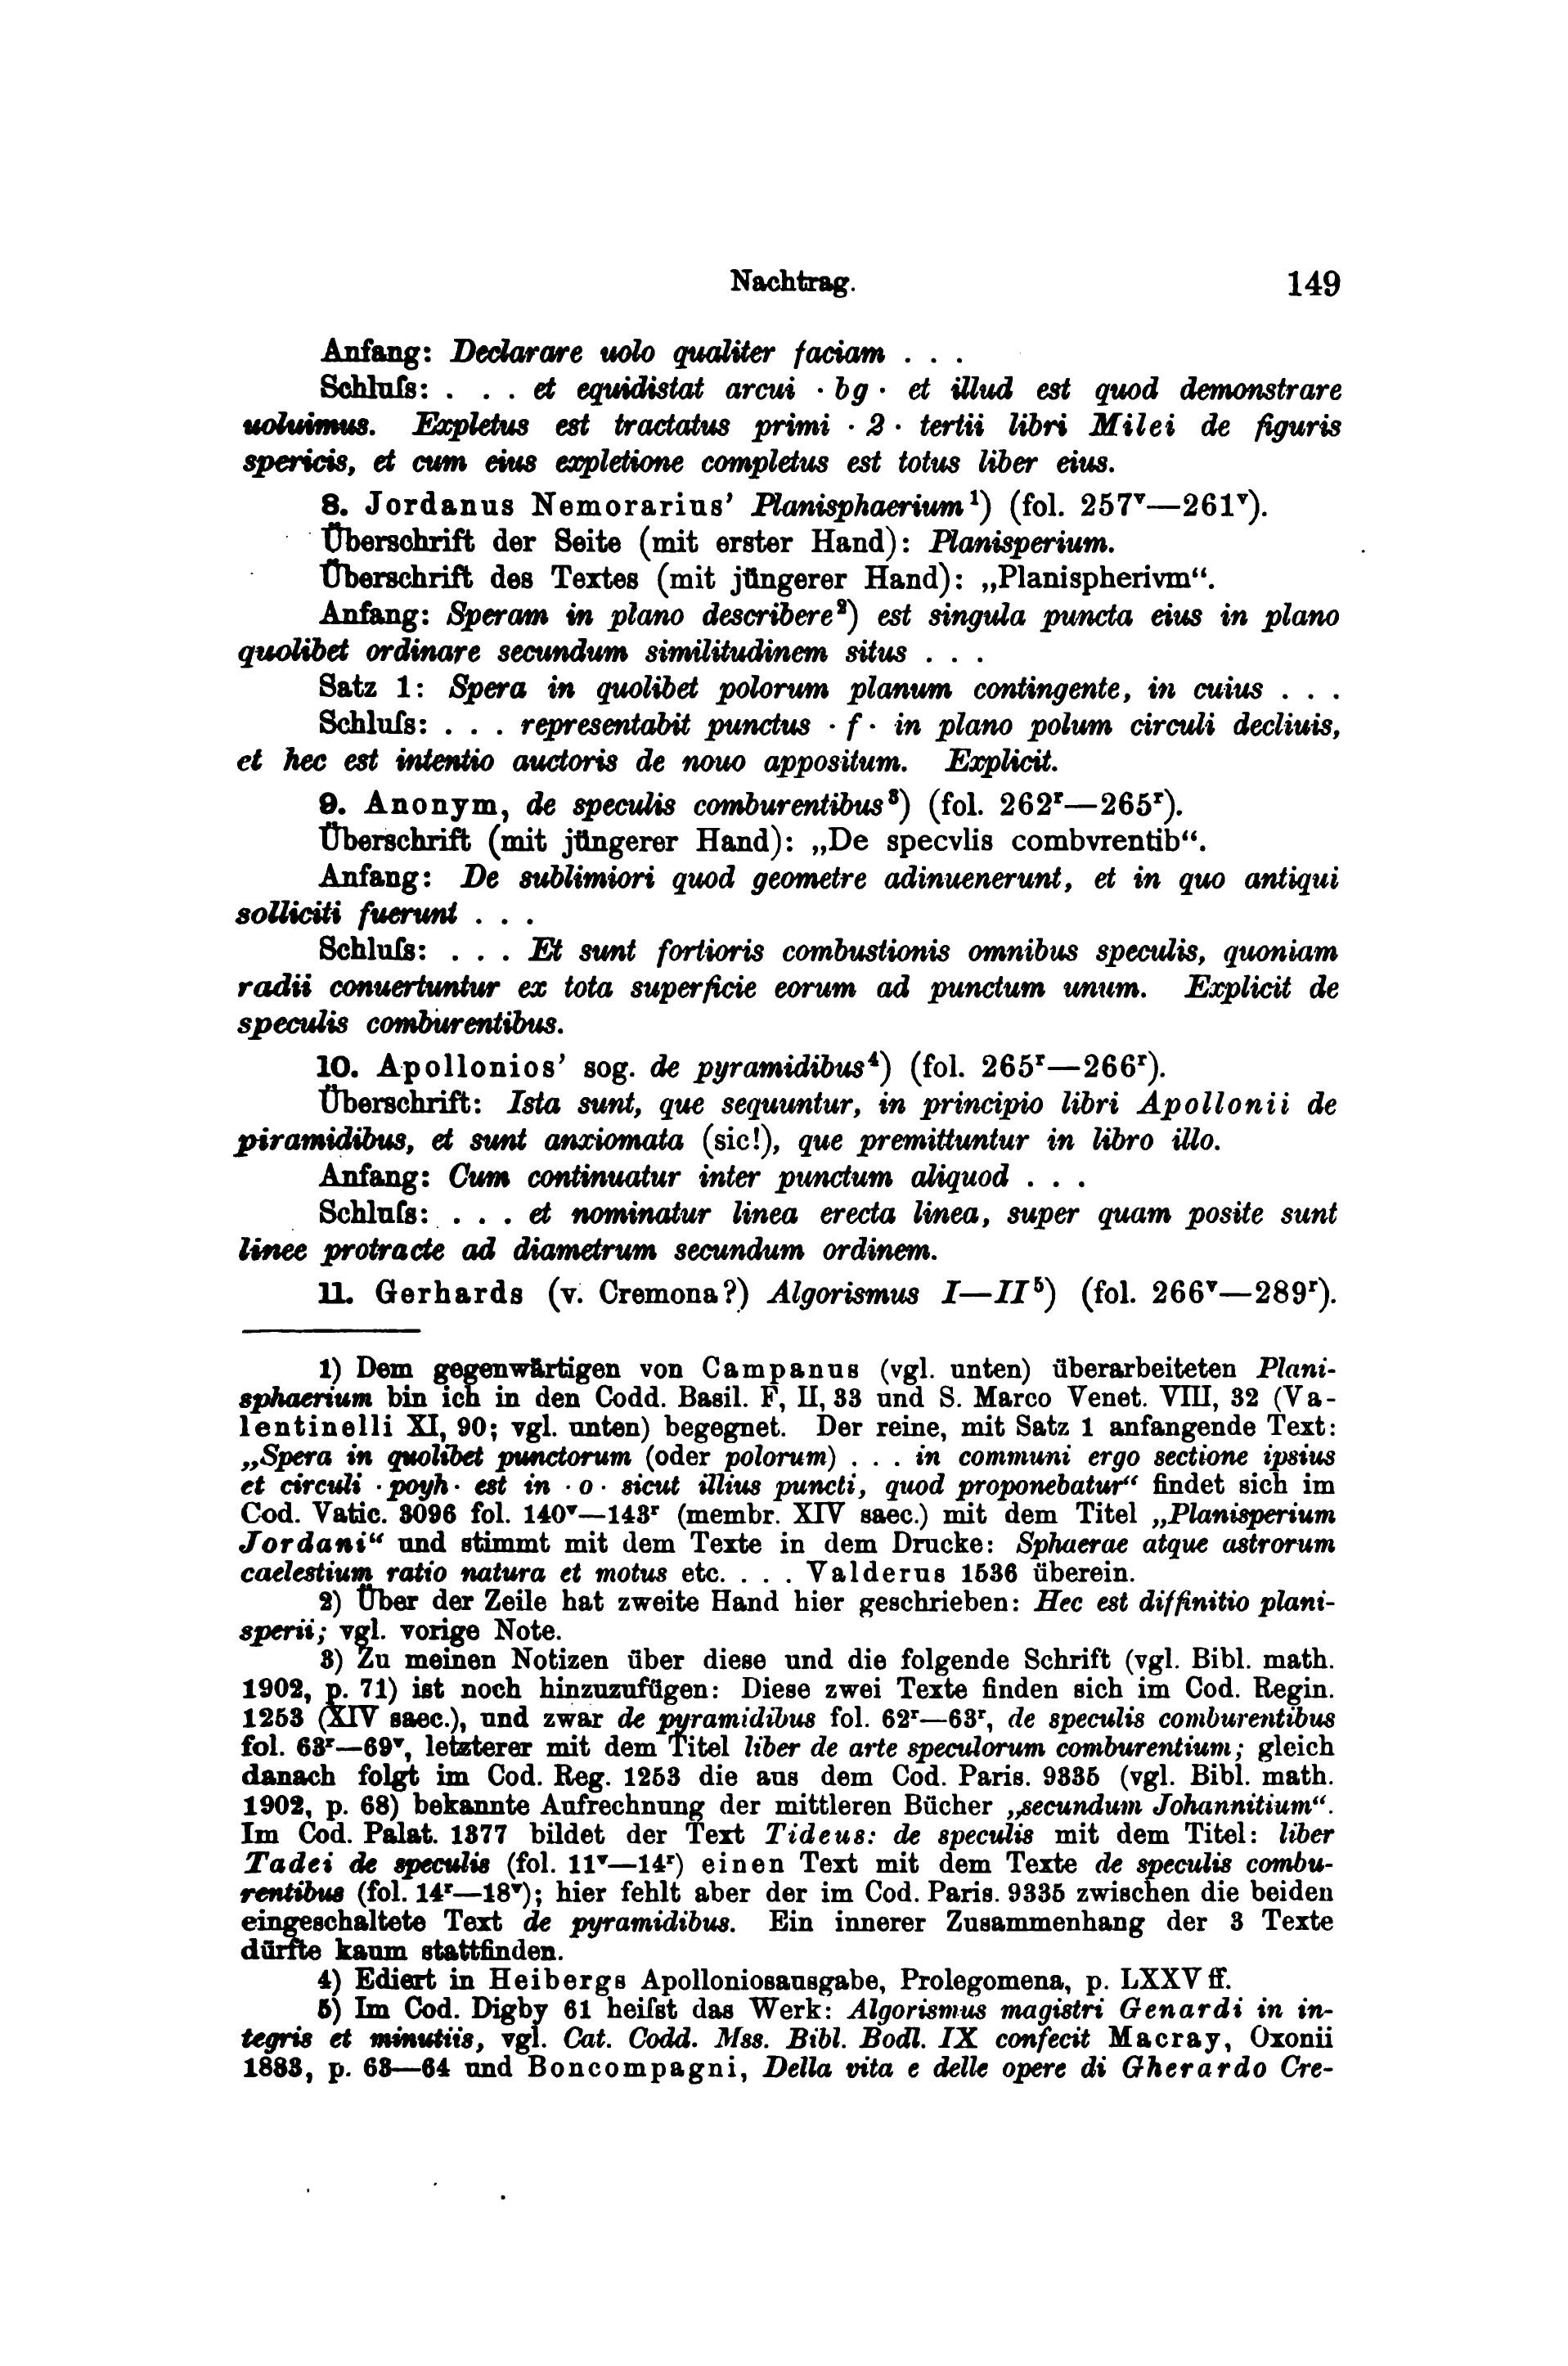 Nachtrag. 149
Anfang: Declarare uolo qualiter faciam . . .
Schluſs: . . . et equidistat arcui · bg · et illud est quod demonstrare
uoluimus. Expletus est tractatus primi · 2 · tertii libri Milei de figuris
spericis, et cum eius expletione completus est totus liber eius.
8. Jordanus Nemorarius’ Planisphaerium¹) (fol. 257ᵛ—261ᵛ).
Überschrift der Seite (mit erster Hand): Planisperium.
Überschrift des Textes (mit jüngerer Hand): „Planispherivm“.
Anfang: Speram in plano describere²) est singula puncta eius in plano
quolibet ordinare secundum similitudinem situs . . .
Satz 1: Spera in quolibet polorum planum contingente, in cuius . . .
Schluſs: . . . representabit punctus · f · in plano polum circuli decliuis,
et hec est intentio auctoris de nouo appositum. Explicit.
9. Anonym, de speculis comburentibus³) (fol. 262ʳ—265ʳ).
Überschrift (mit jüngerer Hand): „De specvlis combvrentib“.
Anfang: De sublimiori quod geometre adinuenerunt, et in quo antiqui
solliciti fuerunt . . .
Schluſs: . . . Et sunt fortioris combustionis omnibus speculis, quoniam
radii conuertuntur ex tota superficie eorum ad punctum unum. Explicit de
speculis comburentibus.
10. Apollonios’ sog. de pyramidibus⁴) (fol. 265ʳ—266ʳ).
Überschrift: Ista sunt, que sequuntur, in principio libri Apollonii de
piramidibus, et sunt anxiomata (sic!), que premittuntur in libro illo.
Anfang: Cum continuatur inter punctum aliquod . . .
Schluſs: . . . et nominatur linea erecta linea, super quam posite sunt
linee protracte ad diametrum secundum ordinem.
11. Gerhards (v. Cremona?) Algorismus I—II⁵) (fol. 266ᵛ—289ʳ).
1) Dem gegenwärtigen von Campanus (vgl. unten) überarbeiteten Plani-
sphaerium bin ich in den Codd. Basil. F, II, 33 und S. Marco Venet. VIII, 32 (Va-
lentinelli XI, 90; vgl. unten) begegnet. Der reine, mit Satz 1 anfangende Text:
„Spera in quolibet punctorum (oder polorum) . . . in communi ergo sectione ipsius
et circuli · poyh · est in · o · sicut illius puncti, quod proponebatur“ findet sich im
Cod. Vatic. 3096 fol. 140ᵛ—143ʳ (membr. XIV saec.) mit dem Titel „Planisperium
Jordani“ und stimmt mit dem Texte in dem Drucke: Sphaerae atque astrorum
caelestium ratio natura et motus etc. . . . Valderus 1536 überein.
2) Über der Zeile hat zweite Hand hier geschrieben: Hec est diffinitio plani-
sperii; vgl. vorige Note.
3) Zu meinen Notizen über diese und die folgende Schrift (vgl. Bibl. math.
1902, p. 71) ist noch hinzuzufügen: Diese zwei Texte finden sich im Cod. Regin.
1253 (XIV saec.), und zwar de pyramidibus fol. 62ʳ—63ʳ, de speculis comburentibus
fol. 63ʳ—69ᵛ, letzterer mit dem Titel liber de arte speculorum comburentium; gleich
danach folgt im Cod. Reg. 1253 die aus dem Cod. Paris. 9335 (vgl. Bibl. math.
1902, p. 68) bekannte Aufrechnung der mittleren Bücher „secundum Johannitium“.
Im Cod. Palat. 1377 bildet der Text Tideus: de speculis mit dem Titel: liber
Tadei de speculis (fol. 11ᵛ—14ʳ) einen Text mit dem Texte de speculis combu-
rentibus (fol. 14ʳ—18ᵛ); hier fehlt aber der im Cod. Paris. 9335 zwischen die beiden
eingeschaltete Text de pyramidibus. Ein innerer Zusammenhang der 3 Texte
dürfte kaum stattfinden.
4) Ediert in Heibergs Apolloniosausgabe, Prolegomena, p. LXXV ff.
5) Im Cod. Digby 61 heiſst das Werk: Algorismus magistri Genardi in in-
tegris et minutiis, vgl. Cat. Codd. Mss. Bibl. Bodl. IX confecit Macray, Oxonii
1883, p. 63—64 und Boncompagni, Della vita e delle opere di Gherardo Cre-